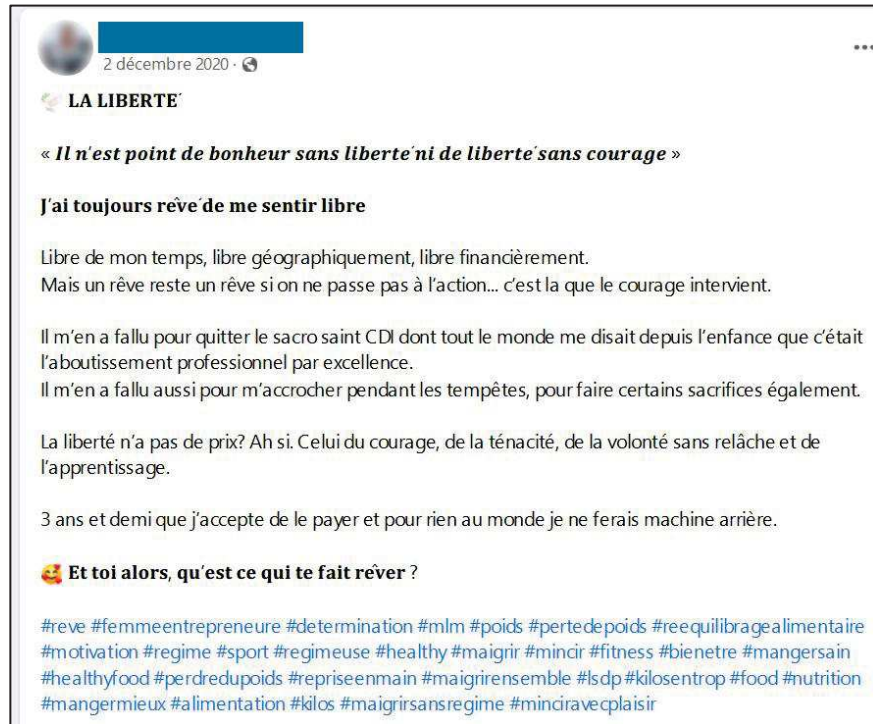 2 décembre 2020 ·
LA LIBERTE´
« Il n'est point de bonheur sans liberte´ni de liberte´sans courage »
J'ai toujours rêve´de me sentir libre
Libre de mon temps, libre géographiquement, libre financièrement.
Mais un rêve reste un rêve si on ne passe pas à l'action... c'est la que le courage intervient.
Il m'en a fallu pour quitter le sacro saint CDI dont tout le monde me disait depuis l'enfance que c'était
l'aboutissement professionnel par excellence.
Il m'en a fallu aussi pour m'accrocher pendant les tempêtes, pour faire certains sacrifices également.
La liberté n'a pas de prix? Ah si. Celui du courage, de la ténacité, de la volonté sans relâche et de
l'apprentissage.
3 ans et demi que j'accepte de le payer et pour rien au monde je ne ferais machine arrière.
Et toi alors, qu'est ce qui te fait rêver ?
#reve #femmeentrepreneure #determination #mlm #poids #pertedepoids #reequilibragealimentaire
#motivation #regime #sport #regimeuse #healthy #maigrir #mincir #fitness #bienetre #mangersain
#healthyfood #perdredupoids #repriseenmain #maigrirensemble #lsdp #kilosentrop #food #nutrition
#mangermieux #alimentation #kilos #maigrirsansregime #minciravecplaisir